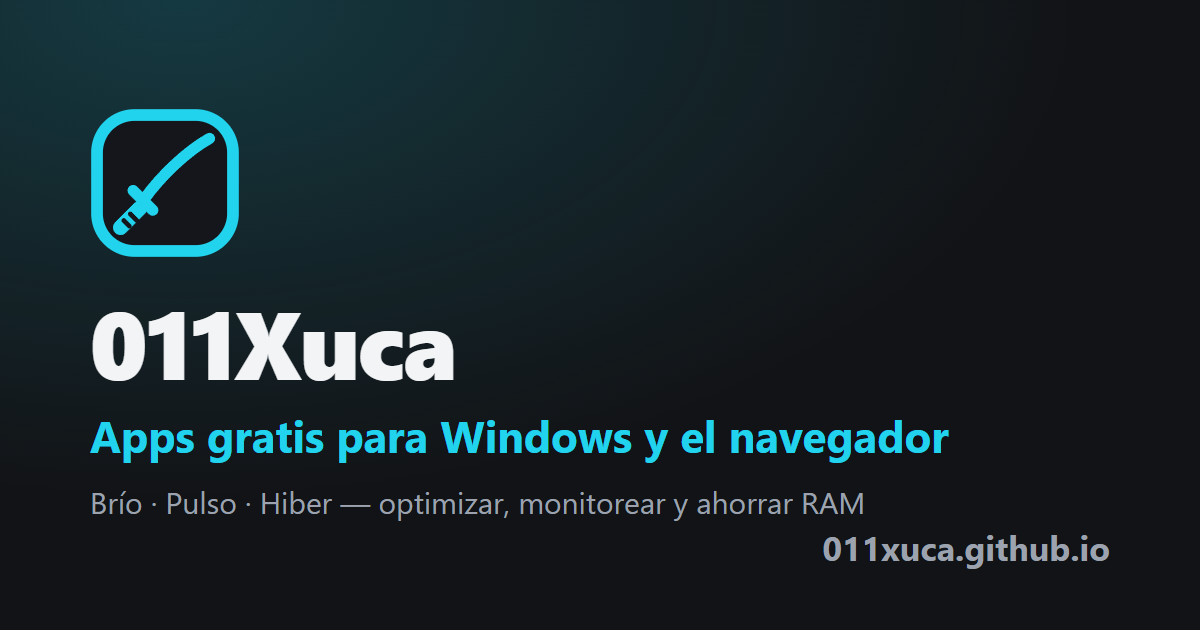 011Xuca
Apps gratis para Windows y el navegador
Brío · Pulso · Hiber — optimizar, monitorear y ahorrar RAM
011xuca.github.io